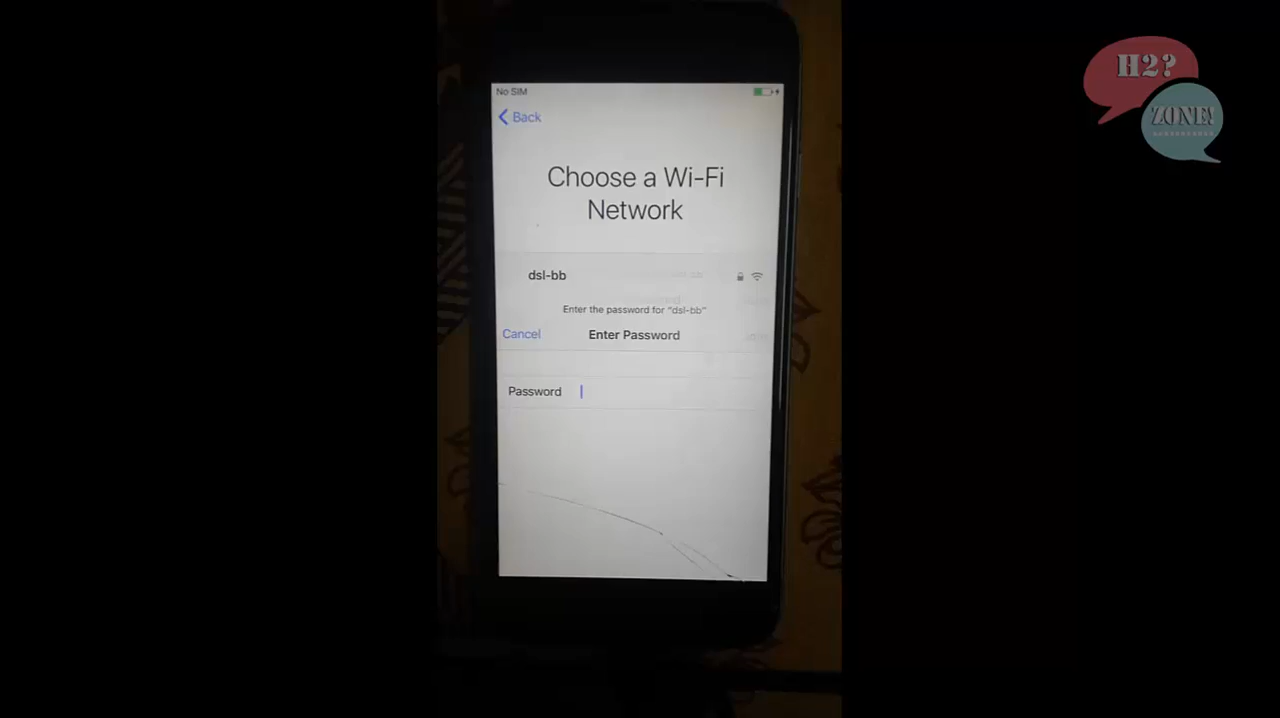 H2?
ZONE!
No SIM
Back
Choose a Wi-Fi
Network
dsl-bb
Enter the password for "dsl-bb"
Cancel
Enter Password
Password